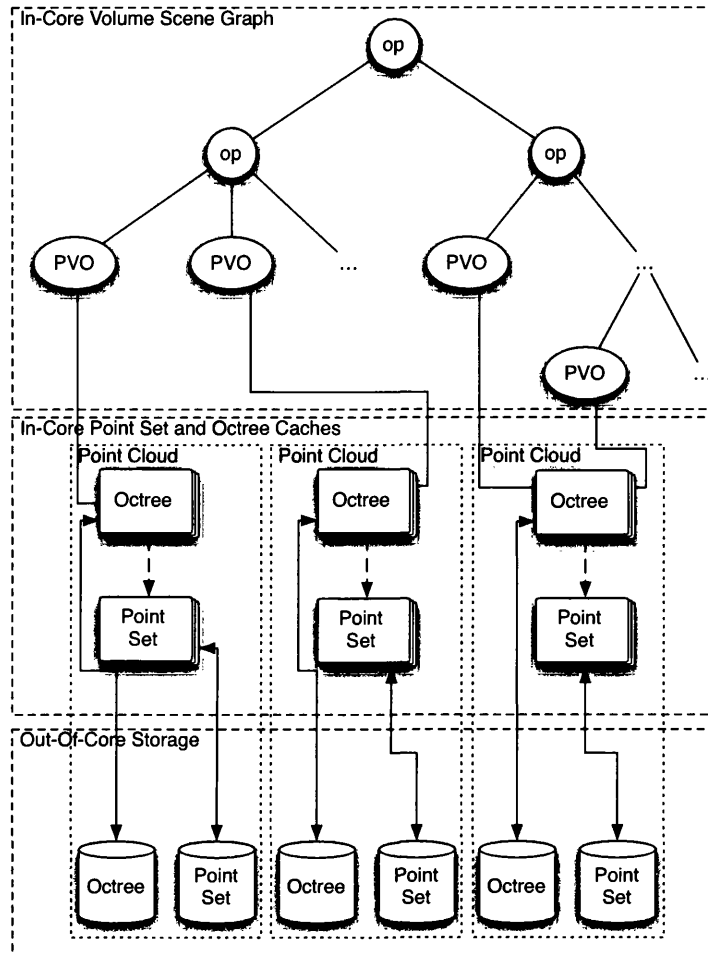 In-Core Volume Scene Graph
op
op
op
PVO
PVO
...
PVO
...
PVO
...
In-Core Point Set and Octree Caches
Point Cloud
Point Cloud
Point Cloud
Octree
Octree
Octree
Point
Set
Point
Set
Point
Set
Out-Of-Core Storage
Octree
Point
Set
Octree
Point
Set
Octree
Point
Set